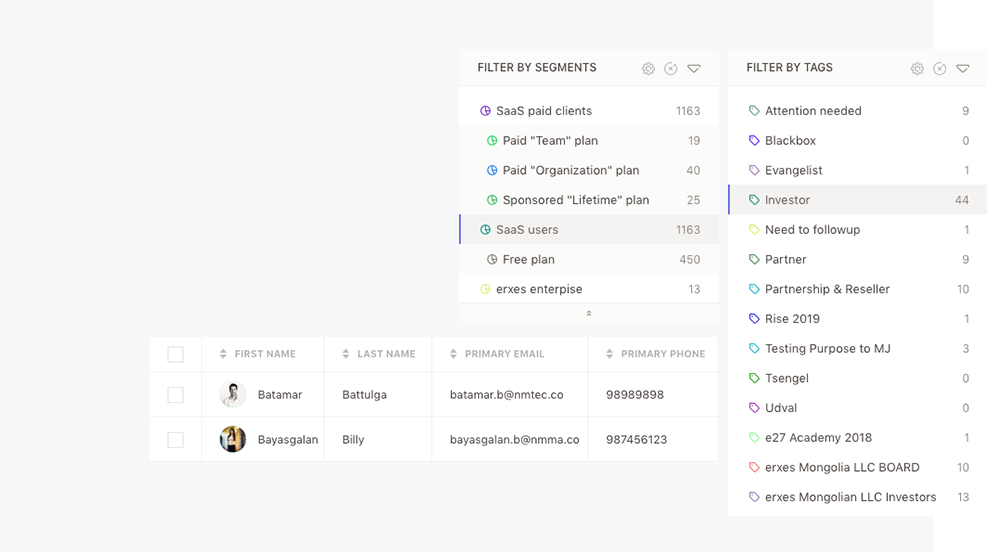 FILTER BY SEGMENTS
SaaS paid clients 1163
Paid "Team" plan 19
Paid "Organization" plan 40
Sponsored "Lifetime" plan 25
SaaS users 1163
Free plan 450
erxes enterpise 13
FILTER BY TAGS
Attention needed 9
Blackbox 0
Evangelist 1
Investor 44
Need to followup 1
Partner 9
Partnership & Reseller 10
Rise 2019 1
Testing Purpose to MJ 3
Tsengel 0
Udval 0
e27 Academy 2018 1
erxes Mongolia LLC BOARD 10
erxes Mongolian LLC Investors 13
FIRST NAME LAST NAME PRIMARY EMAIL PRIMARY PHONE
Batamar Battulga batamar.b@nmtec.co 98989898
Bayasgalan Billy bayasgalan.b@nmma.co 987456123